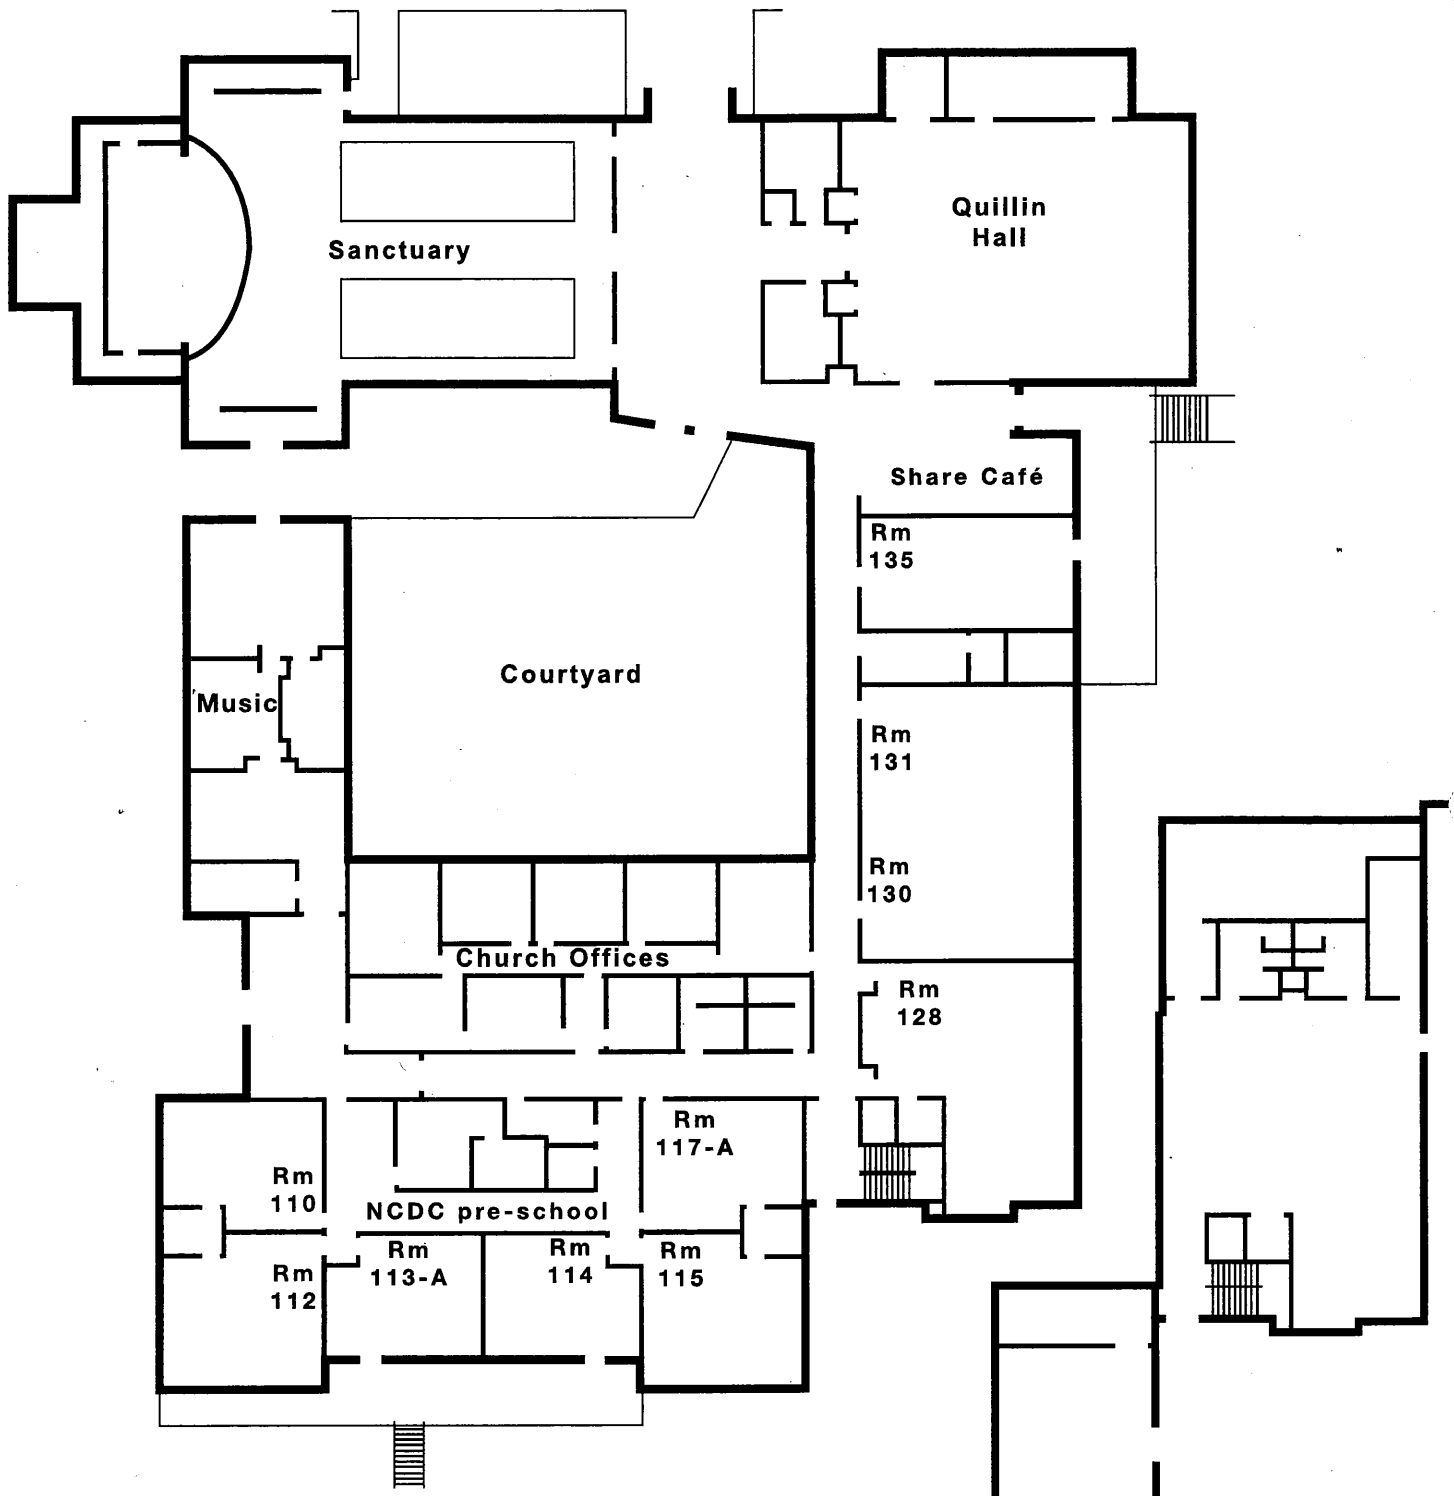 Quillin
Hall
Sanctuary
Share Café
Rm
135
Courtyard
Music
Rm
131
Rm
130
Church Offices
Rm
128
Rm
117-A
Rm
110
NCDC pre-school
Rm
113-A
Rm
114
Rm
115
Rm
112